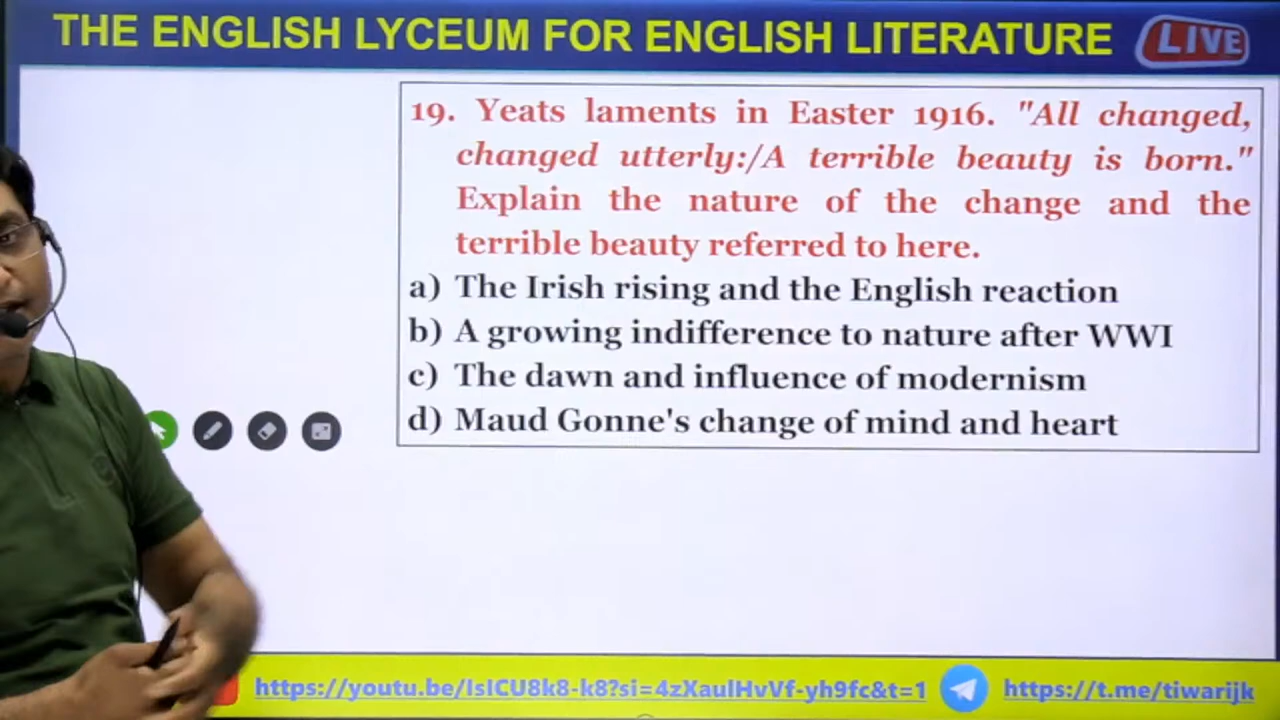 THE ENGLISH LYCEUM FOR ENGLISH LITERATURE LIVE
19. Yeats laments in Easter 1916. "All changed,
changed utterly:/A terrible beauty is born."
Explain the nature of the change and the
terrible beauty referred to here.
a) The Irish rising and the English reaction
b) A growing indifference to nature after WWI
c) The dawn and influence of modernism
d) Maud Gonne's change of mind and heart
https://youtu.be/IsICU8k8-k8?si=4zXaulHvVf-yh9fc&t=1 https://t.me/tiwarijk